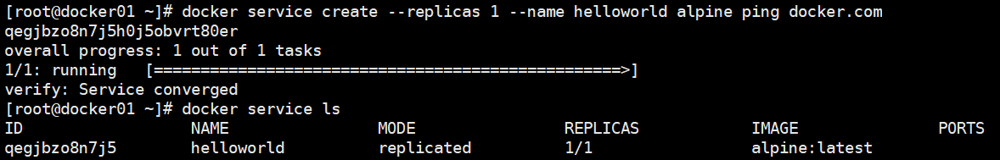 [root@docker01 ~]# docker service create --replicas 1 --name helloworld alpine ping docker.com
qegjbzo8n7j5h0j5obvrt80er
overall progress: 1 out of 1 tasks
1/1: running   [==================================================>]
verify: Service converged
[root@docker01 ~]# docker service ls
ID                  NAME                MODE                REPLICAS            IMAGE               PORTS
qegjbzo8n7j5        helloworld          replicated          1/1                 alpine:latest